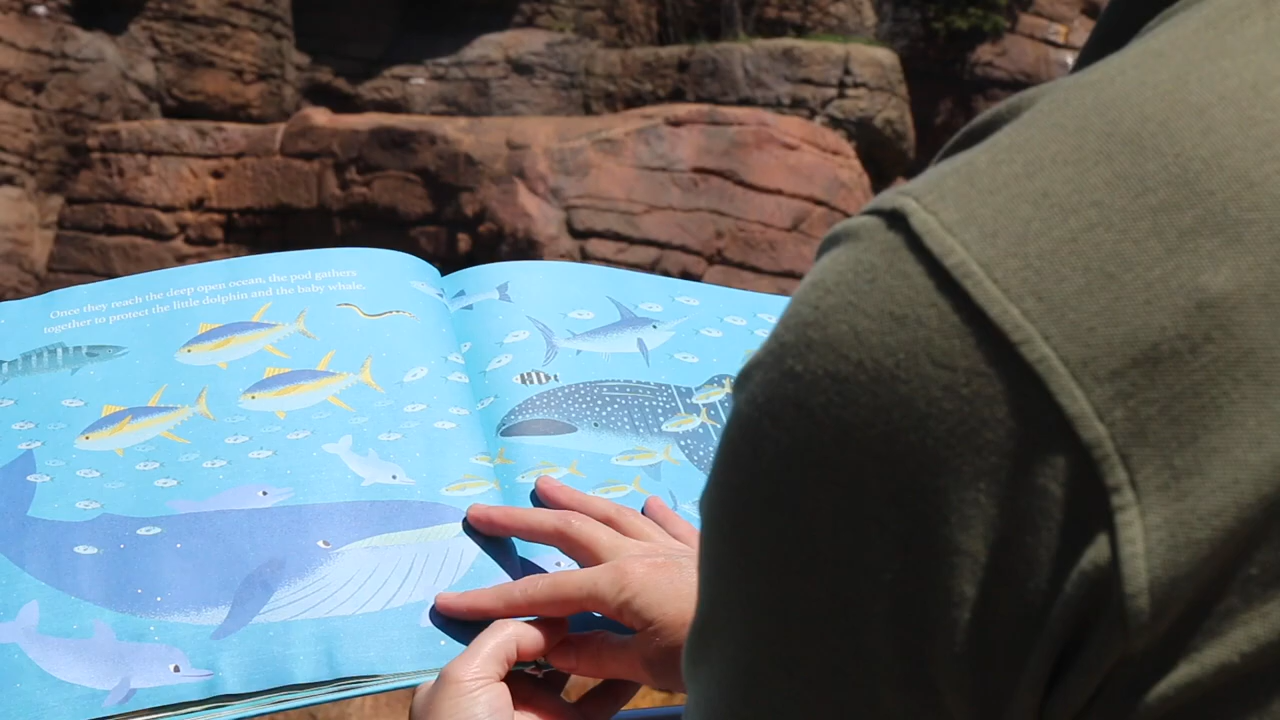 Once they reach the deep open ocean, the pod gathers
together to protect the little dolphin and the baby whale.